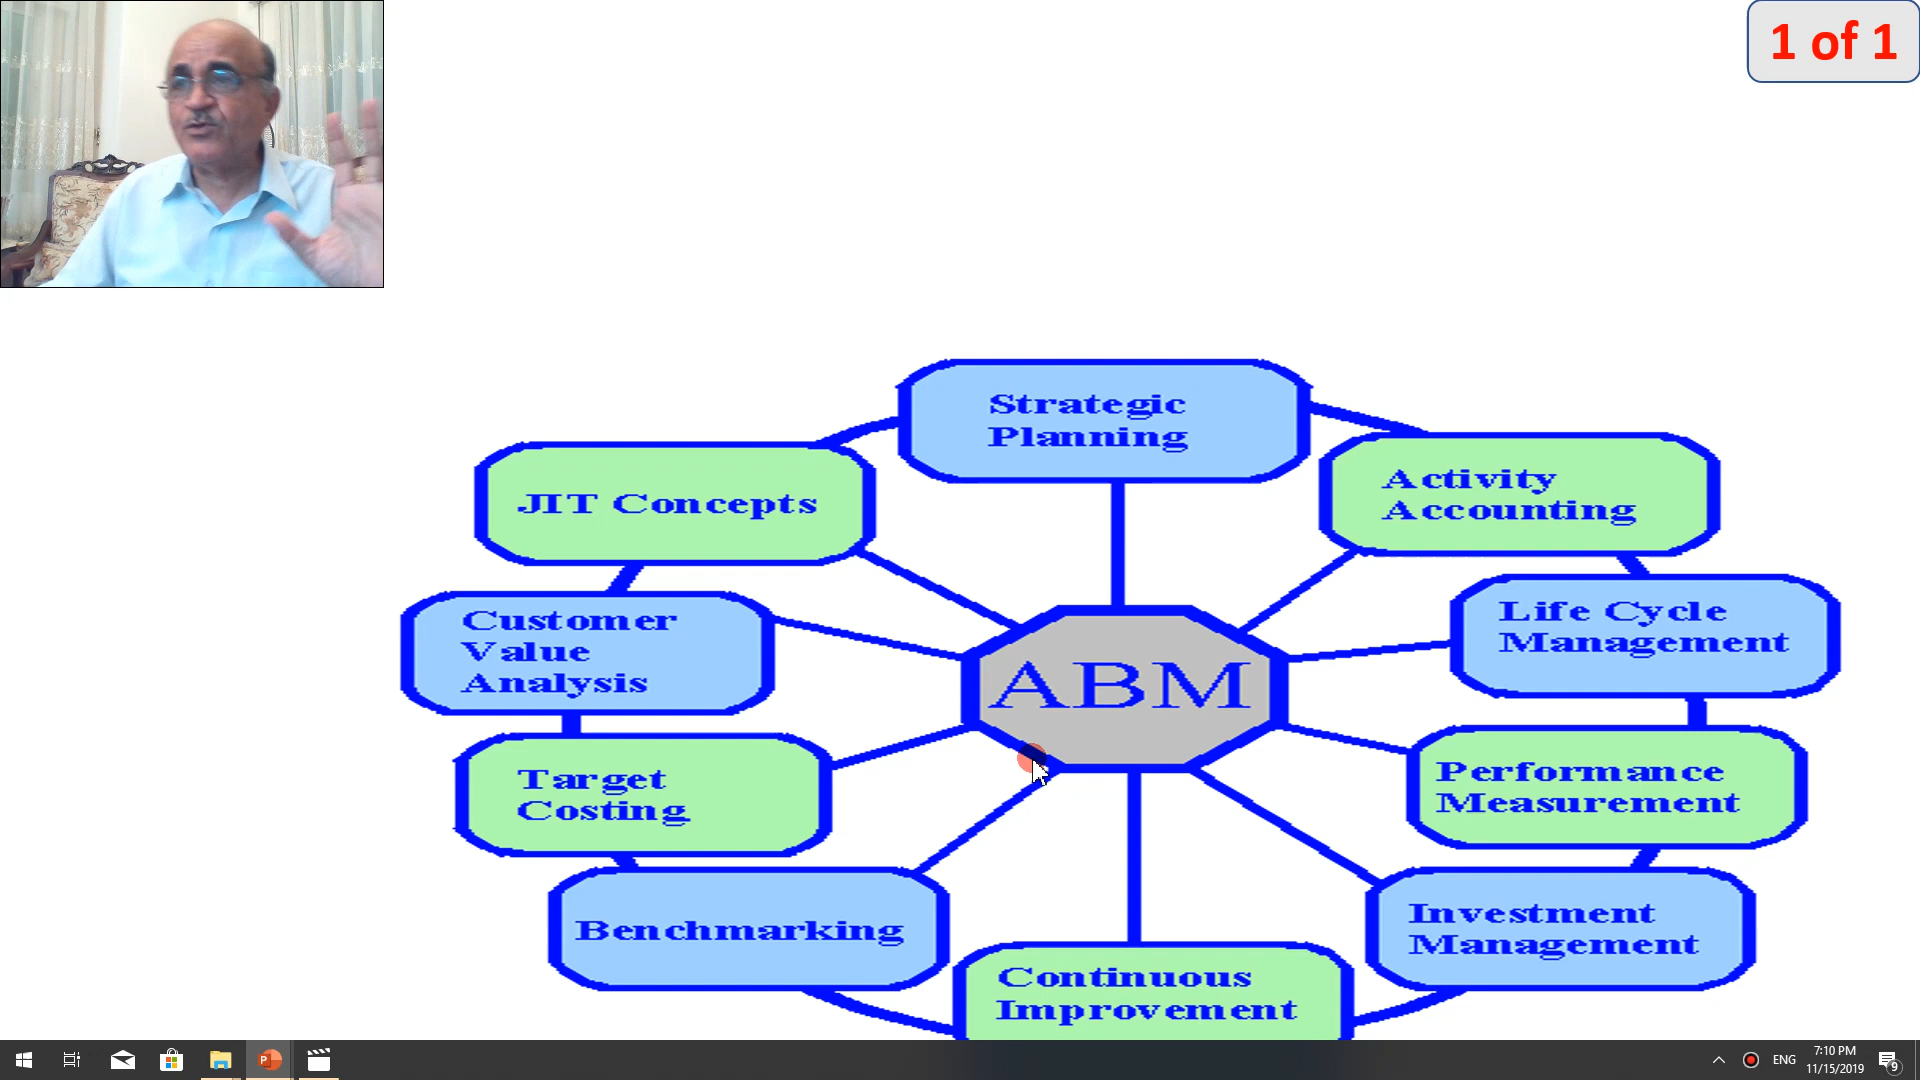 1 of 1
Strategic
Planning
JIT Concepts
Activity
Accounting
Customer
Value
Analysis
Life Cycle
Management
ABM
Target
Costing
Performance
Measurement
Benchmarking
Investment
Management
Continuous
Improvement
ENG
7:10 PM
11/15/2019
9